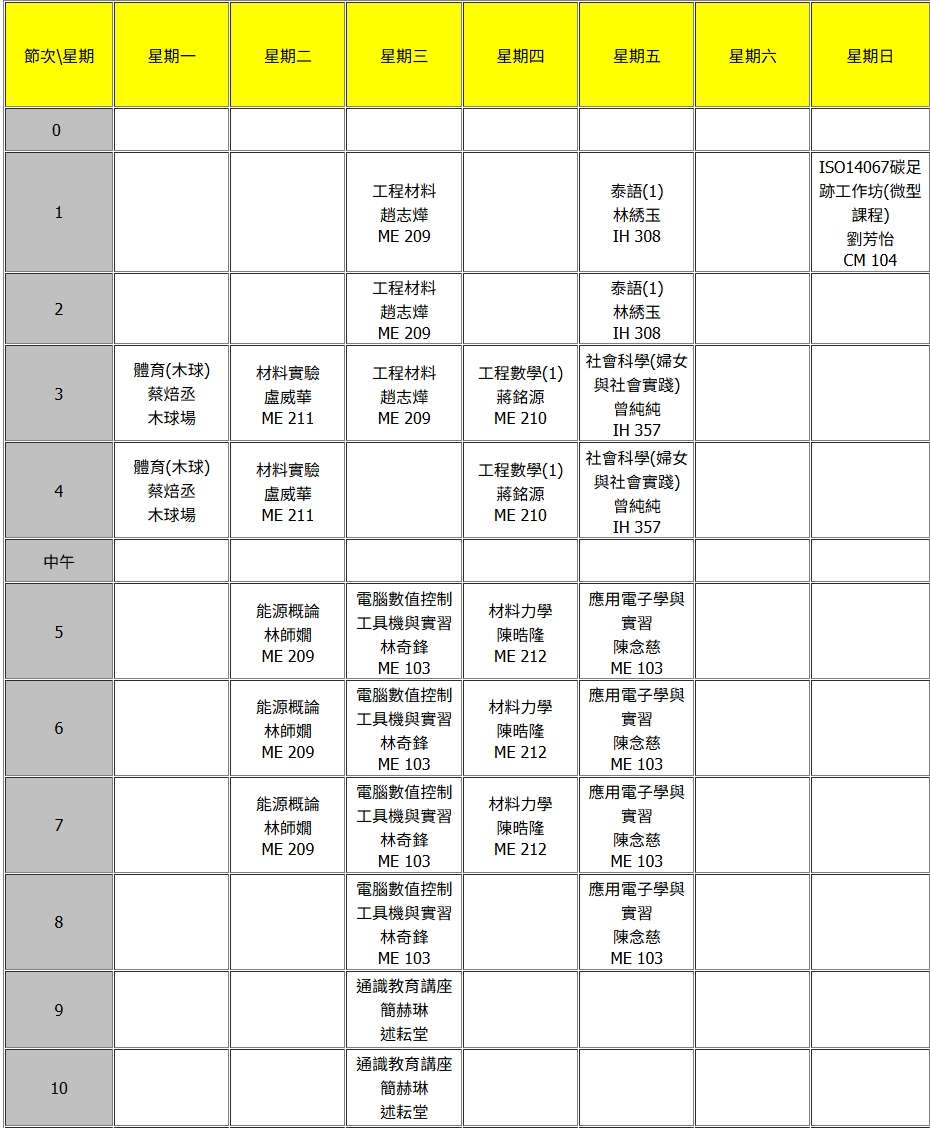 節次\星期
星期一
星期二
星期三
星期四
星期五
星期六
星期日
0
1
工程材料
趙志燁
ME 209
泰語(1)
林綉玉
IH 308
ISO14067碳足
跡工作坊(微型
課程)
劉芳怡
CM 104
2
工程材料
趙志燁
ME 209
泰語(1)
林綉玉
IH 308
3
體育(木球)
蔡焙丞
木球場
材料實驗
盧威華
ME 211
工程材料
趙志燁
ME 209
工程數學(1)
蔣銘源
ME 210
社會科學(婦女
與社會實踐)
曾純純
IH 357
4
體育(木球)
蔡焙丞
木球場
材料實驗
盧威華
ME 211
工程數學(1)
蔣銘源
ME 210
社會科學(婦女
與社會實踐)
曾純純
IH 357
中午
5
能源概論
林師嫺
ME 209
電腦數值控制
工具機與實習
林奇鋒
ME 103
材料力學
陳晧隆
ME 212
應用電子學與
實習
陳念慈
ME 103
6
能源概論
林師嫺
ME 209
電腦數值控制
工具機與實習
林奇鋒
ME 103
材料力學
陳晧隆
ME 212
應用電子學與
實習
陳念慈
ME 103
7
能源概論
林師嫺
ME 209
電腦數值控制
工具機與實習
林奇鋒
ME 103
材料力學
陳晧隆
ME 212
應用電子學與
實習
陳念慈
ME 103
8
電腦數值控制
工具機與實習
林奇鋒
ME 103
應用電子學與
實習
陳念慈
ME 103
9
通識教育講座
簡赫琳
述耘堂
10
通識教育講座
簡赫琳
述耘堂